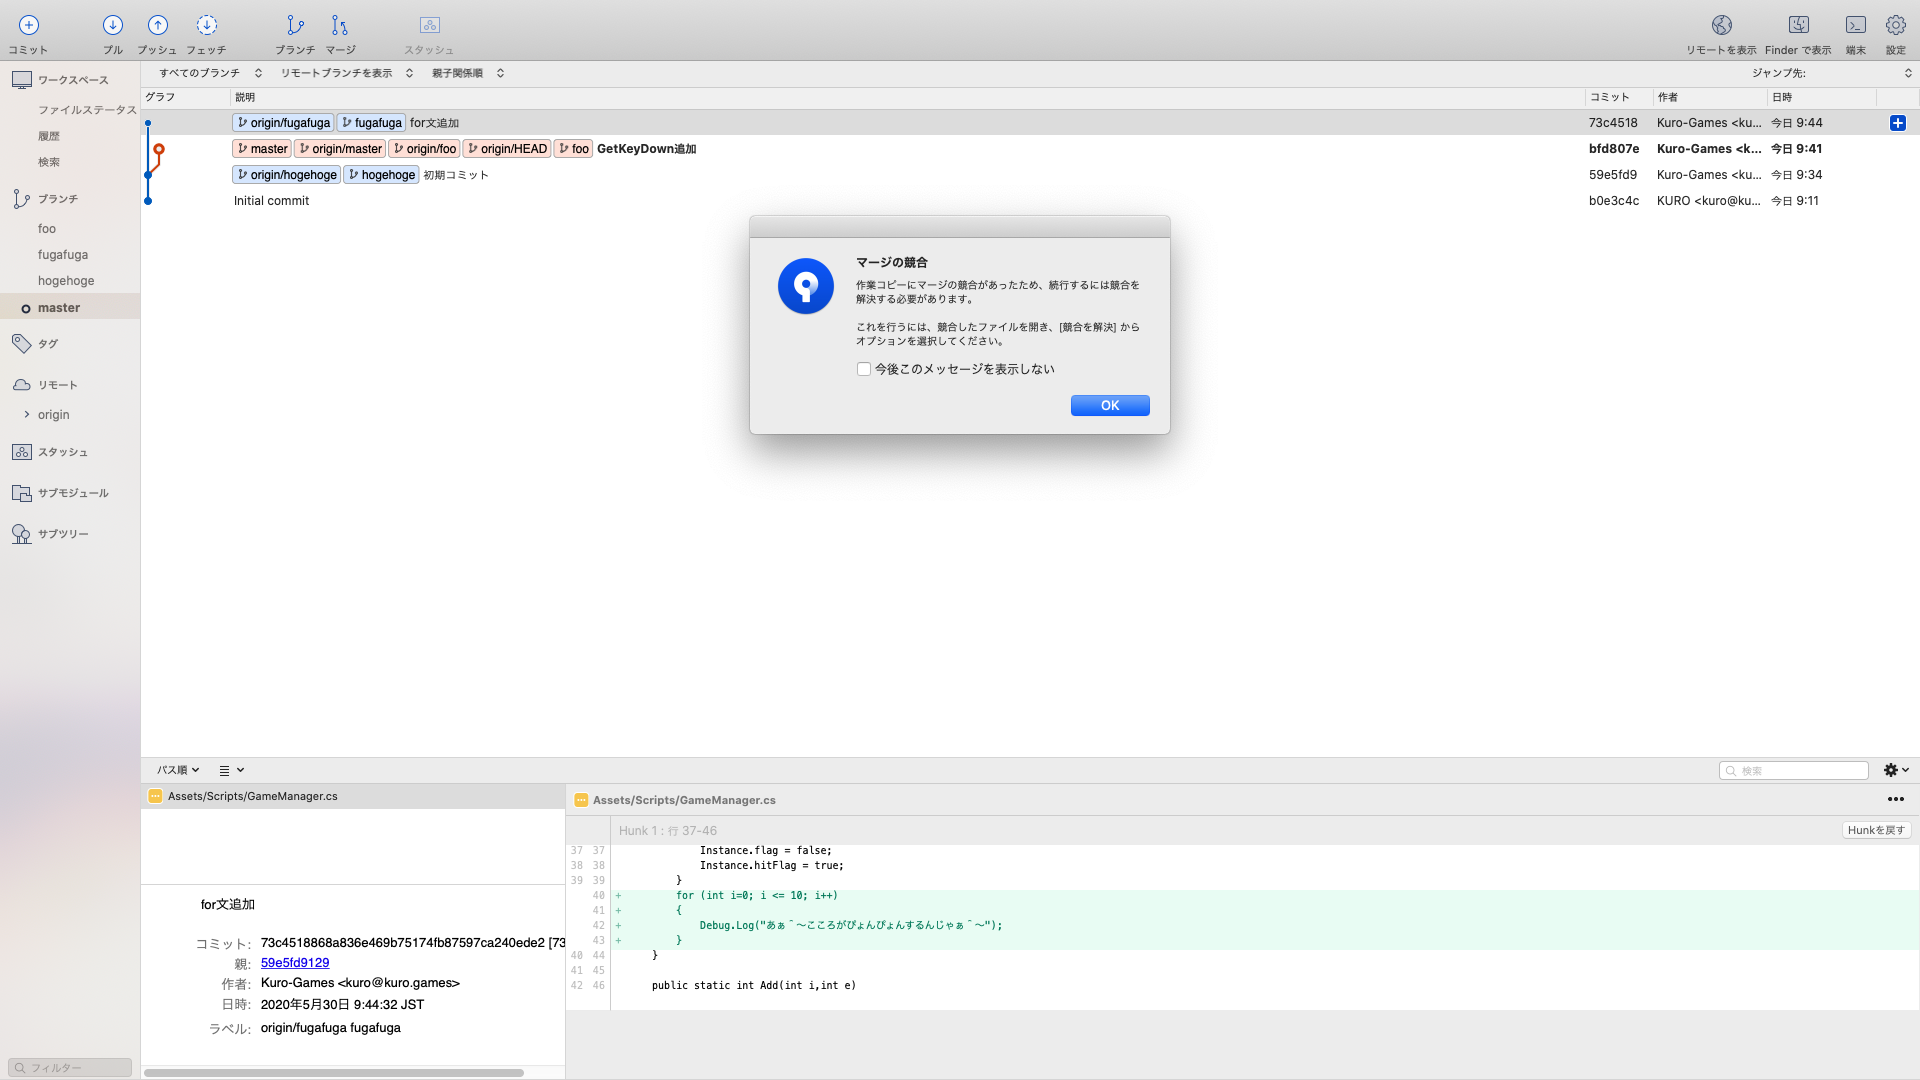 コミット プル プッシュ フェッチ ブランチ マージ スタッシュ リモートを表示 Finder で表示 端末 設定
ワークスペース
ファイルステータス
履歴
検索
ブランチ
foo
fugafuga
hogehoge
master
タグ
リモート
origin
スタッシュ
サブモジュール
サブツリー
フィルター
すべてのブランチ リモートブランチを表示 親子関係順 ジャンプ先:
グラフ 説明 コミット 作者 日時
origin/fugafuga fugafuga for文追加 73c4518 Kuro-Games <ku... 今日 9:44
master origin/master origin/foo origin/HEAD foo GetKeyDown追加 bfd807e Kuro-Games <k... 今日 9:41
origin/hogehoge hogehoge 初期コミット 59e5fd9 Kuro-Games <ku... 今日 9:34
Initial commit b0e3c4c KURO <kuro@ku... 今日 9:11
マージの競合
作業コピーにマージの競合があったため、続行するには競合を
解決する必要があります。
これを行うには、競合したファイルを開き、[競合を解決] から
オプションを選択してください。
今後このメッセージを表示しない
OK
パス順 検索
Assets/Scripts/GameManager.cs
for文追加
コミット: 73c4518868a836e469b75174fb87597ca240ede2 [73
親: 59e5fd9129
作者: Kuro-Games <kuro@kuro.games>
日時: 2020年5月30日 9:44:32 JST
ラベル: origin/fugafuga fugafuga
Assets/Scripts/GameManager.cs
Hunk 1 : 行 37-46 Hunkを戻す
37 37 Instance.flag = false;
38 38 Instance.hitFlag = true;
39 39 }
40 + for (int i=0; i <= 10; i++)
41 + {
42 + Debug.Log("あぁ＾〜こころがぴょんぴょんするんじゃぁ＾〜");
43 + }
40 44 }
41 45
42 46 public static int Add(int i,int e)